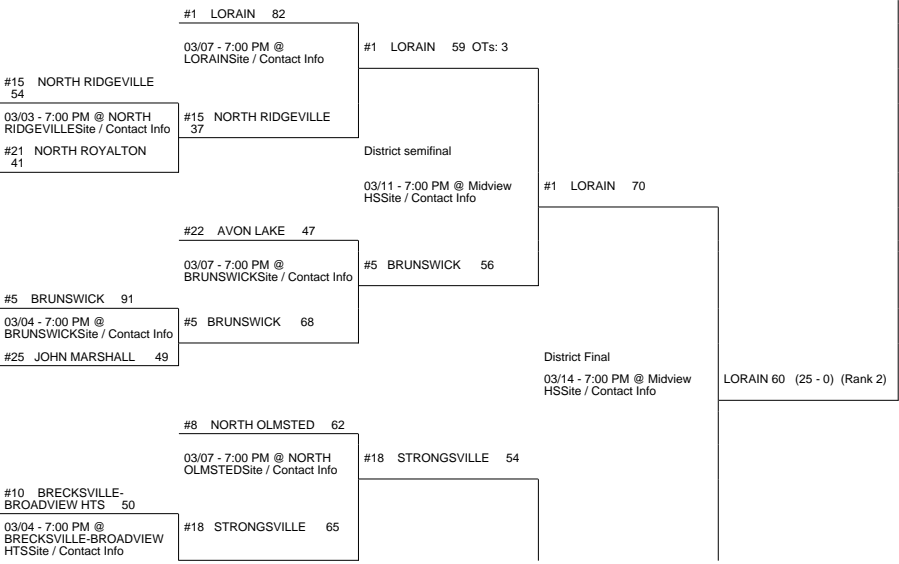 #1 LORAIN 82
03/07 - 7:00 PM @
LORAINSite / Contact Info
#1 LORAIN 59 OTs: 3
#15 NORTH RIDGEVILLE
54
03/03 - 7:00 PM @ NORTH
RIDGEVILLESite / Contact Info
#15 NORTH RIDGEVILLE
37
#21 NORTH ROYALTON
41
District semifinal
03/11 - 7:00 PM @ Midview
HSSite / Contact Info
#1 LORAIN 70
#22 AVON LAKE 47
03/07 - 7:00 PM @
BRUNSWICKSite / Contact Info
#5 BRUNSWICK 56
#5 BRUNSWICK 91
03/04 - 7:00 PM @
BRUNSWICKSite / Contact Info
#5 BRUNSWICK 68
#25 JOHN MARSHALL 49
District Final
03/14 - 7:00 PM @ Midview
HSSite / Contact Info
LORAIN 60 (25 - 0) (Rank 2)
#8 NORTH OLMSTED 62
03/07 - 7:00 PM @ NORTH
OLMSTEDSite / Contact Info
#18 STRONGSVILLE 54
#10 BRECKSVILLE-
BROADVIEW HTS 50
03/04 - 7:00 PM @
BRECKSVILLE-BROADVIEW
HTSSite / Contact Info
#18 STRONGSVILLE 65